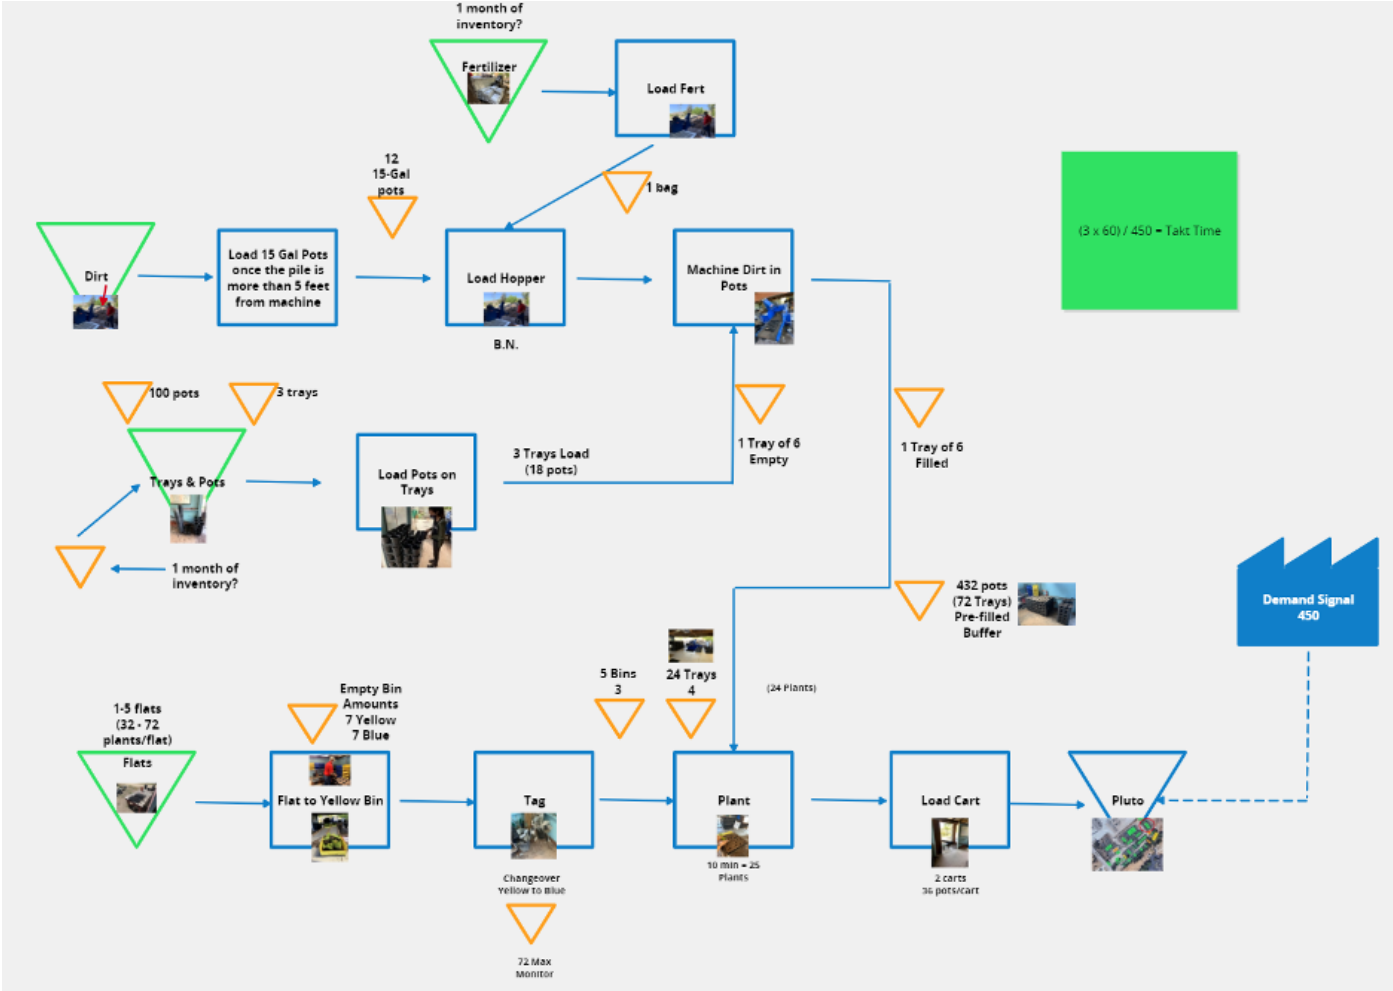 1 month of
inventory?
Fertilizer
Load Fert
12
15-Gal
pots
1 bag
(3 x 60) / 450 = Takt Time
Dirt
Load 15 Gal Pots
once the pile is
more than 5 feet
from machine
Load Hopper
Machine Dirt in
Pots
B.N.
100 pots
3 trays
1 Tray of 6
Empty
1 Tray of 6
Filled
Trays & Pots
Load Pots on
Trays
3 Trays Load
(18 pots)
1 month of
inventory?
432 pots
(72 Trays)
Pre-filled
Buffer
Demand Signal
450
5 Bins
3
24 Trays
4
(24 Plants)
1-5 flats
(32 - 72
plants/flat)
Flats
Empty Bin
Amounts
7 Yellow
7 Blue
Flat to Yellow Bin
Tag
Plant
Load Cart
Pluto
Changeover
Yellow to Blue
10 min = 25
Plants
2 carts
36 pots/cart
72 Max
Monitor